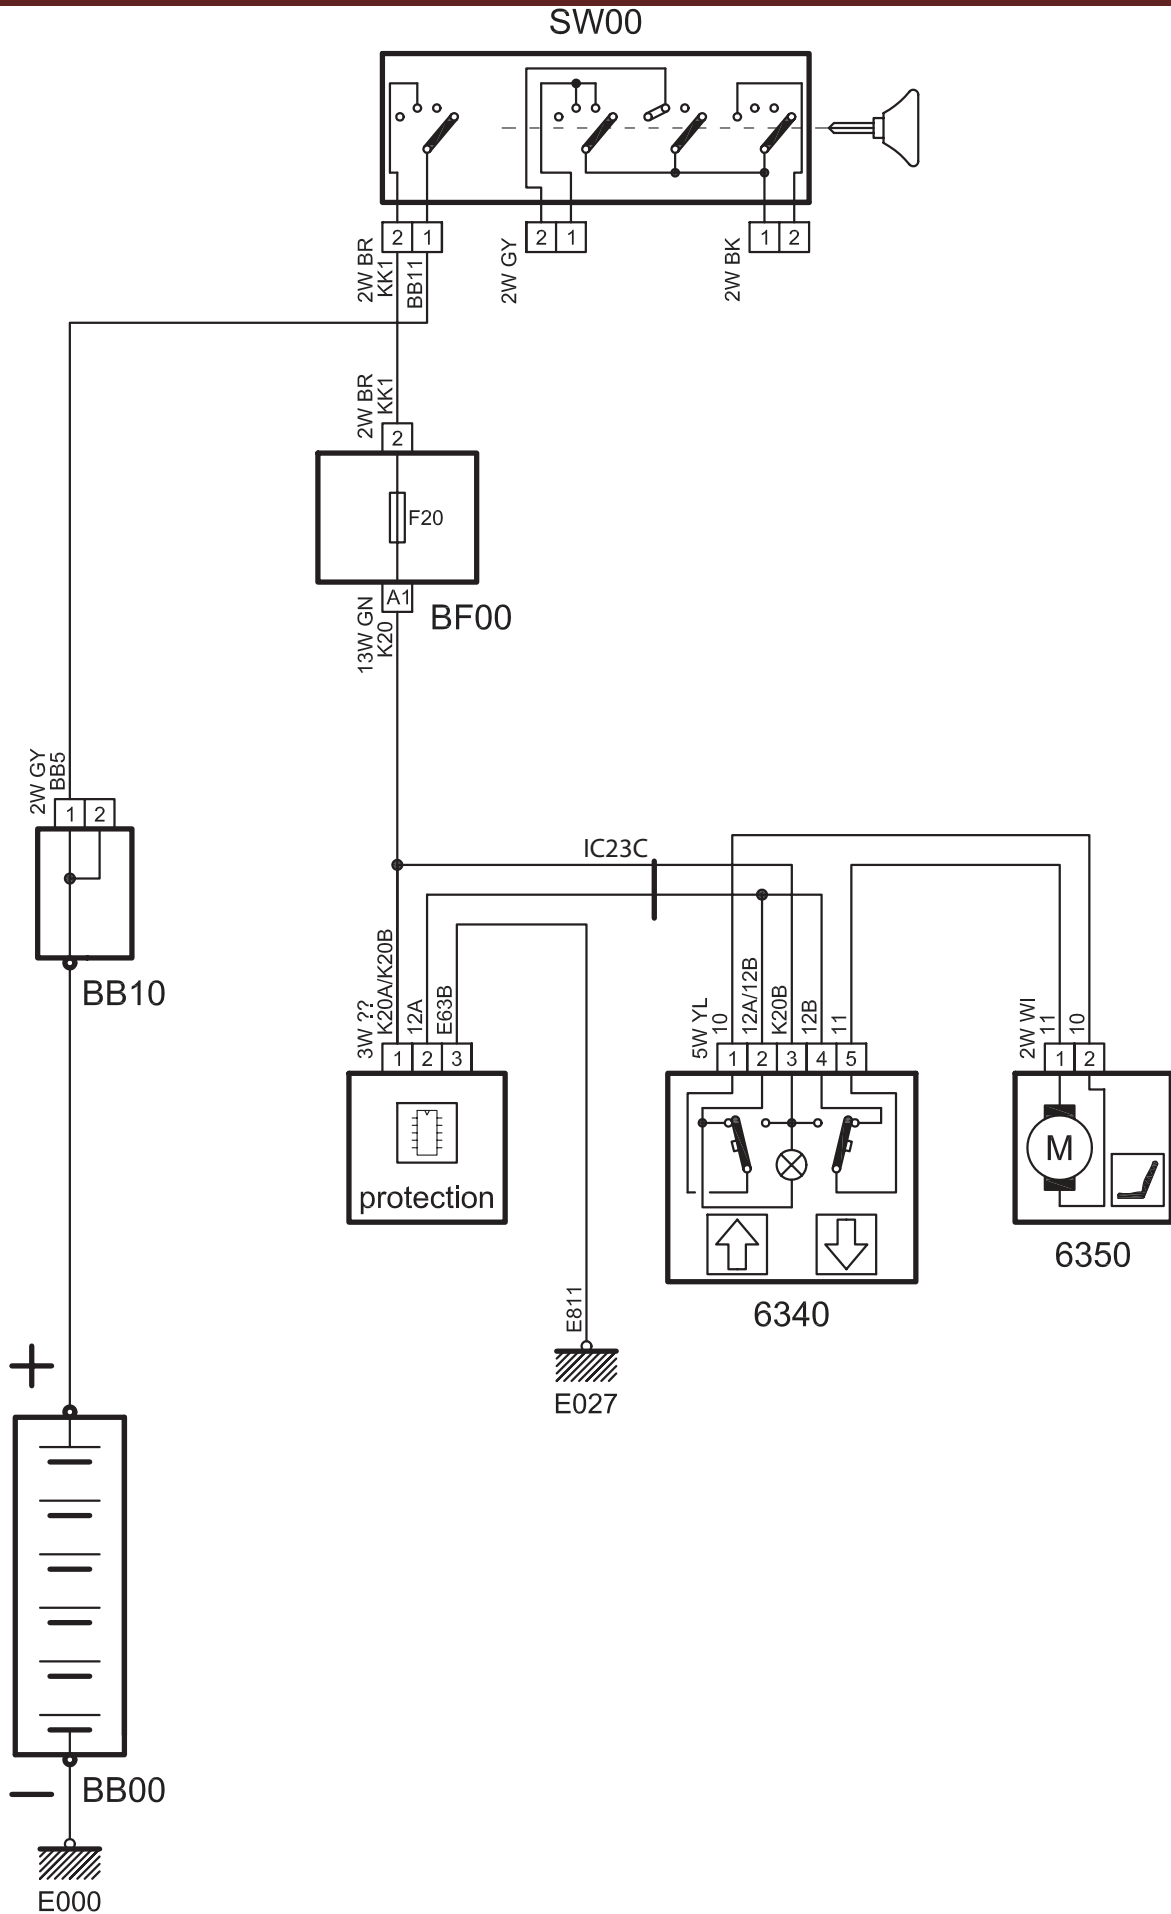 SW00
2 1
2 1
1 2
2W BR
KK1
BB11
2W GY
2W BK
2W BR
KK1
2
F20
A1
BF00
13W GN
K20
2W GY
BB5
1 2
BB10
IC23C
3W ??
K20A/K20B
12A
E63B
1 2 3
protection
5W YL
10
12A/12B
K20B
12B
11
1 2 3 4 5
6340
2W WI
11
10
1 2
M
6350
E811
E027
+
−
BB00
E000